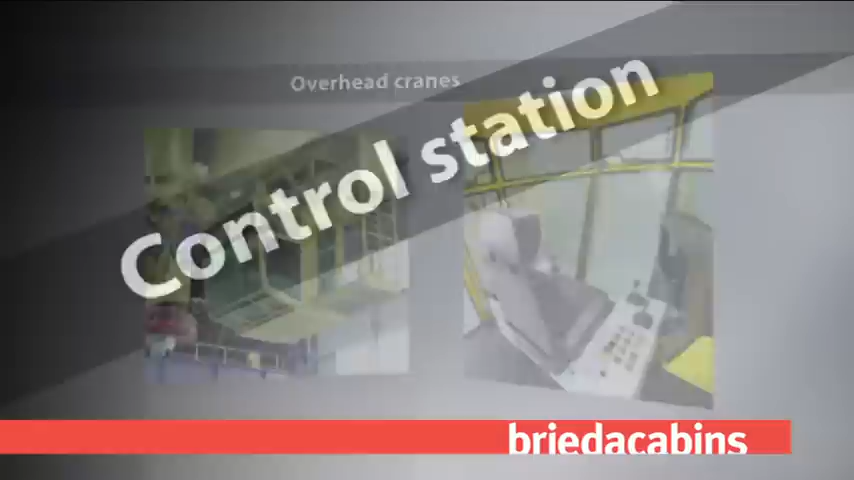 Overhead cranes
Control station
briedacabins